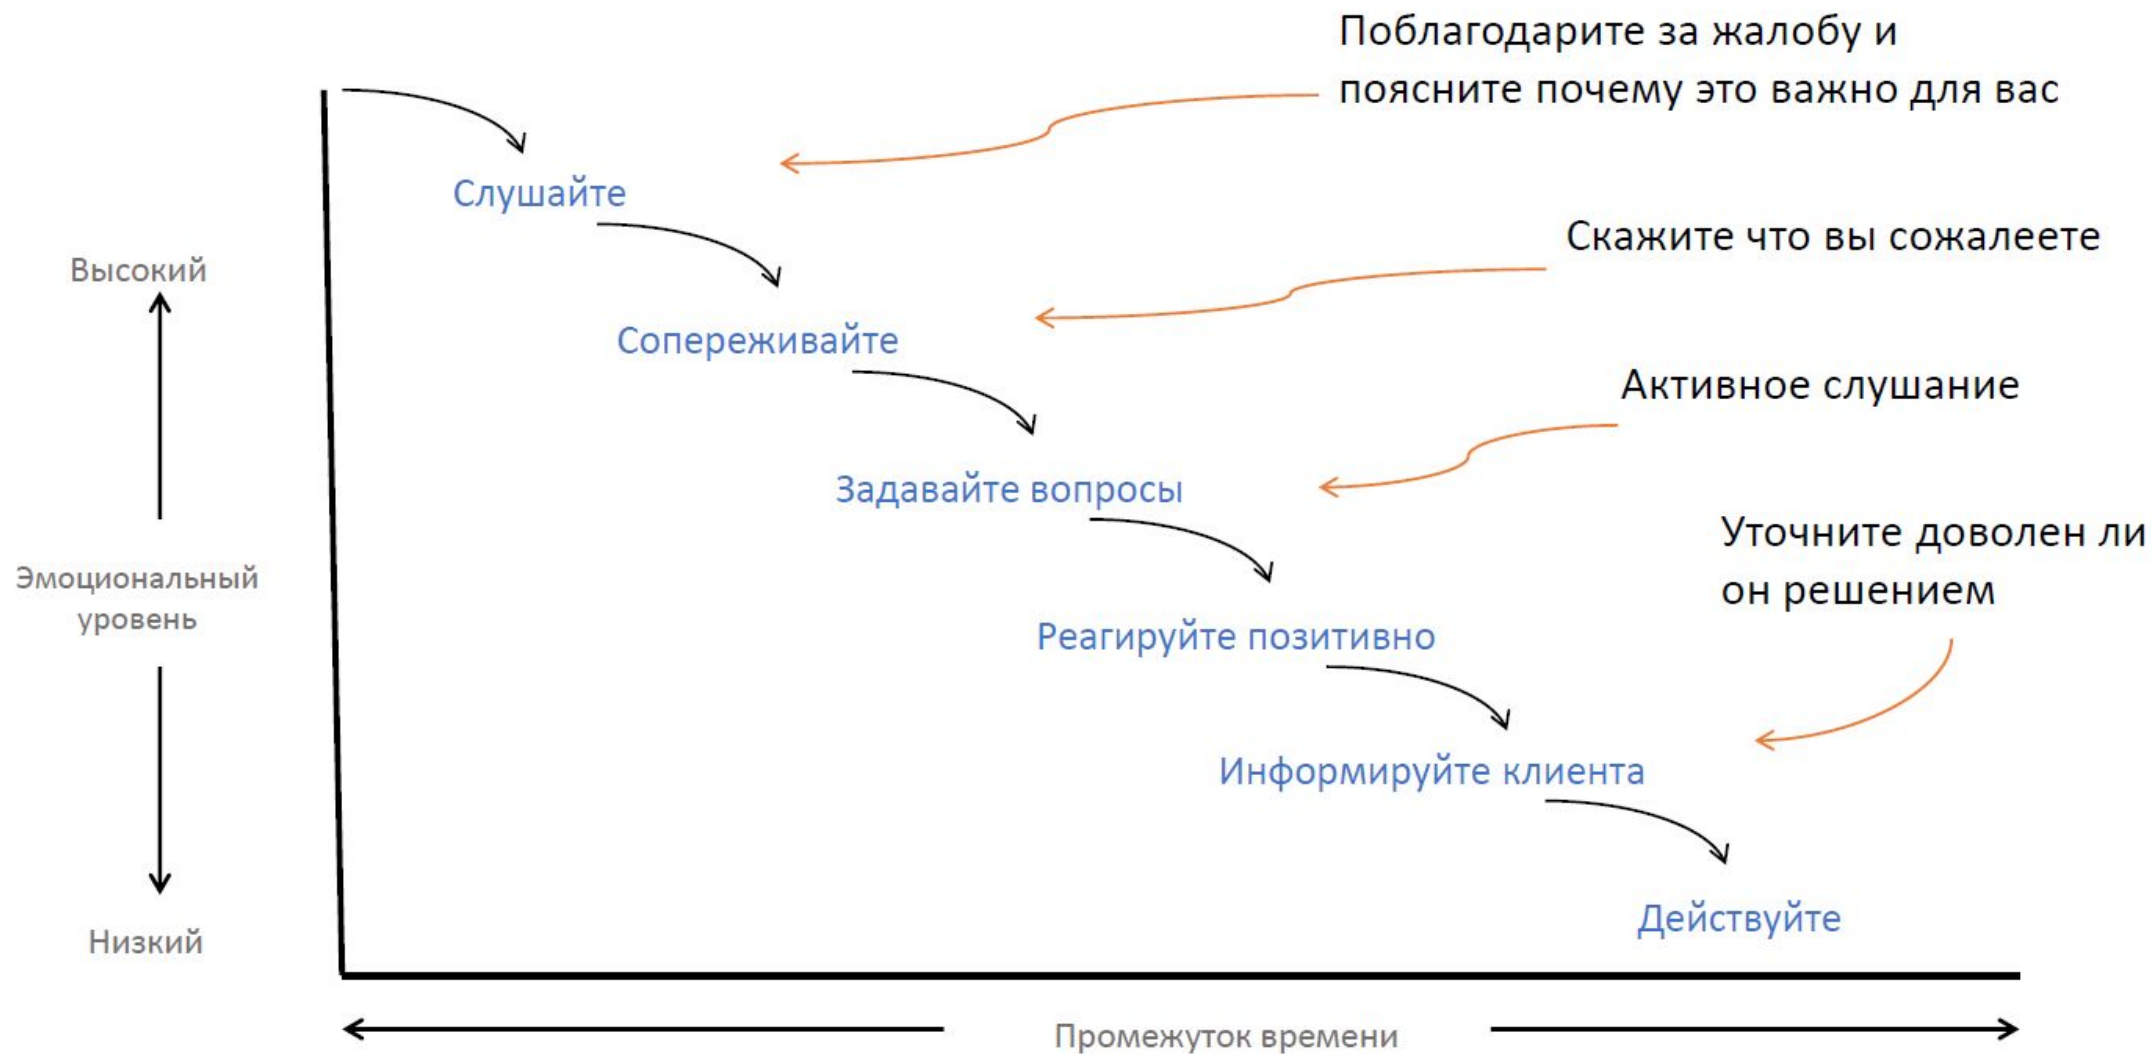 Поблагодарите за жалобу и
поясните почему это важно для вас
Слушайте
Скажите что вы сожалеете
Высокий
Сопереживайте
Активное слушание
Задавайте вопросы
Уточните доволен ли
он решением
Эмоциональный
уровень
Реагируйте позитивно
Информируйте клиента
Действуйте
Низкий
Промежуток времени